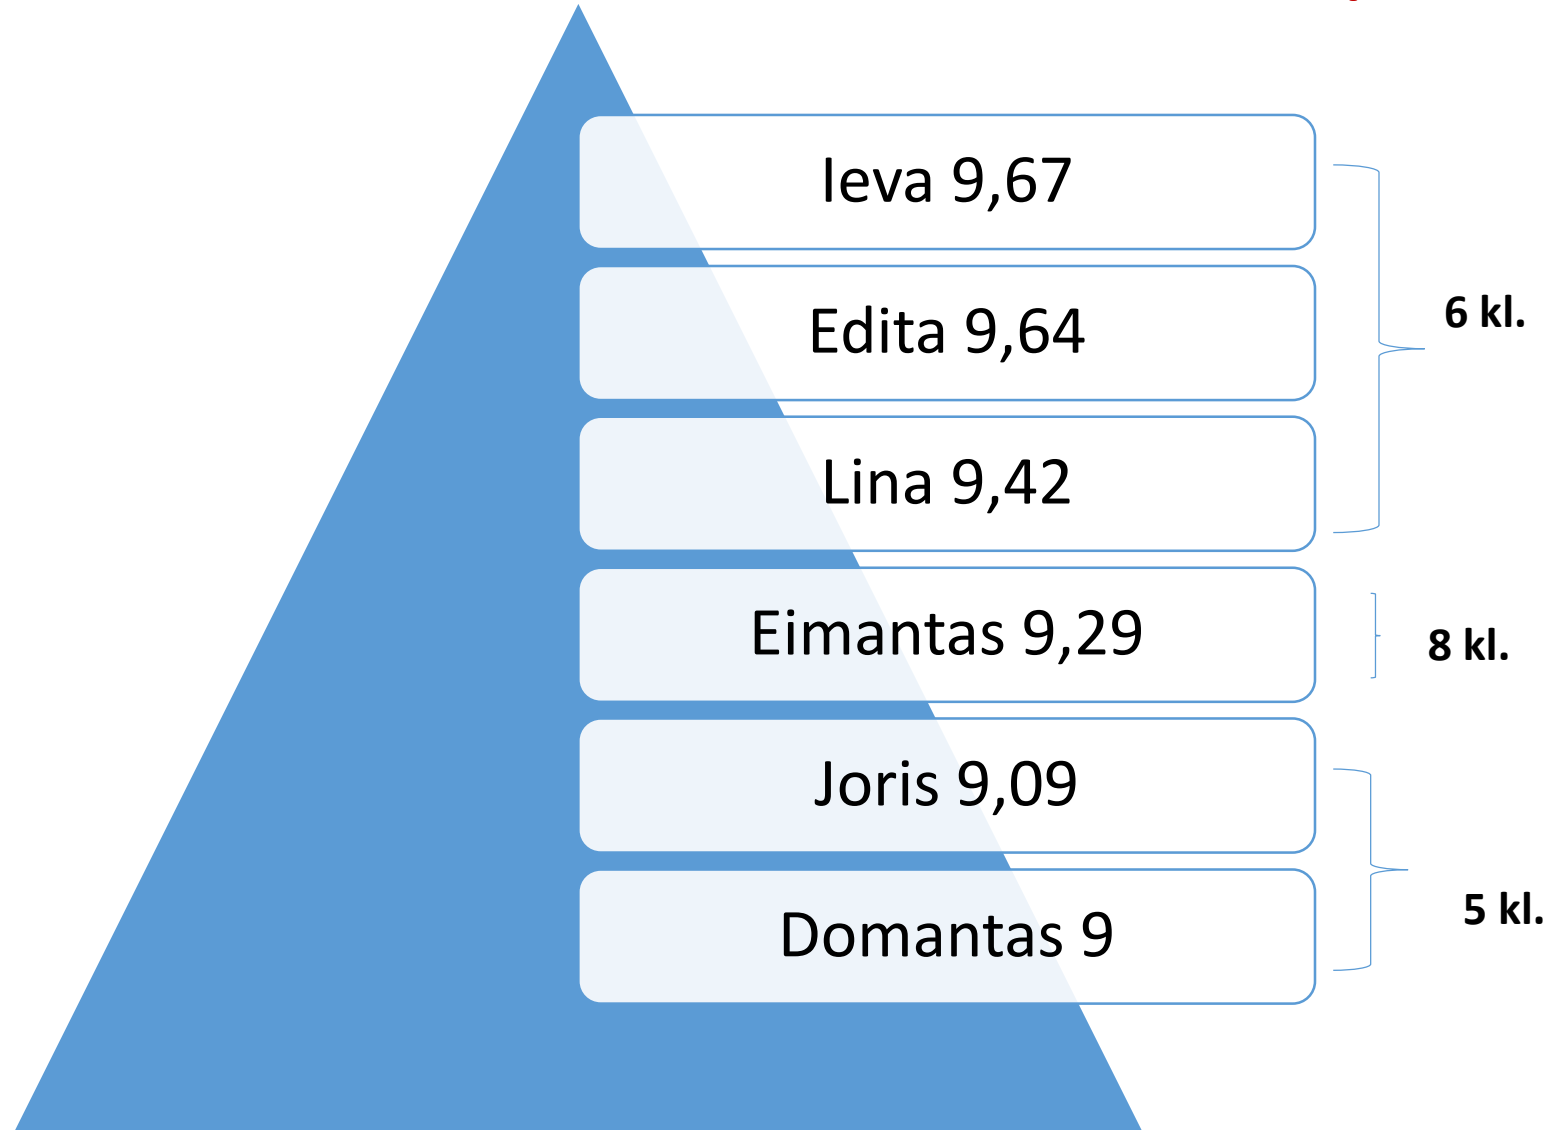 Ieva 9,67
Edita 9,64
6 kl.
Lina 9,42
Eimantas 9,29
8 kl.
Joris 9,09
Domantas 9
5 kl.